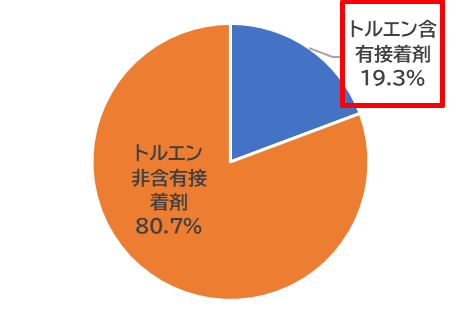 トルエン含
有接着剤
19.3%
トルエン
非含有接
着剤
80.7%